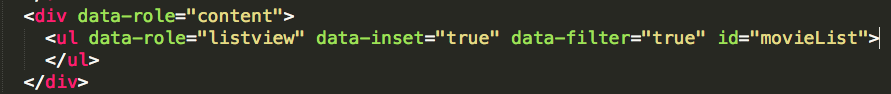 <div data-role="content">
<ul data-role="listview" data-inset="true" data-filter="true" id="movieList">
</ul>
</div>